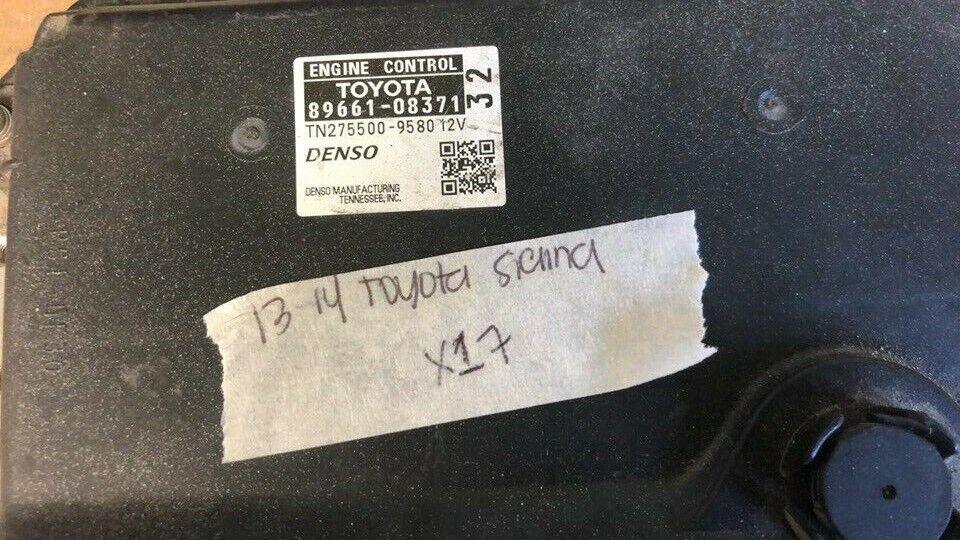 ENGINE CONTROL
TOYOTA
89661-08371
32
TN275500-9580 12V
DENSO
DENSO MANUFACTURING
TENNESSEE, INC.
13-14 Toyota Sienna
X17